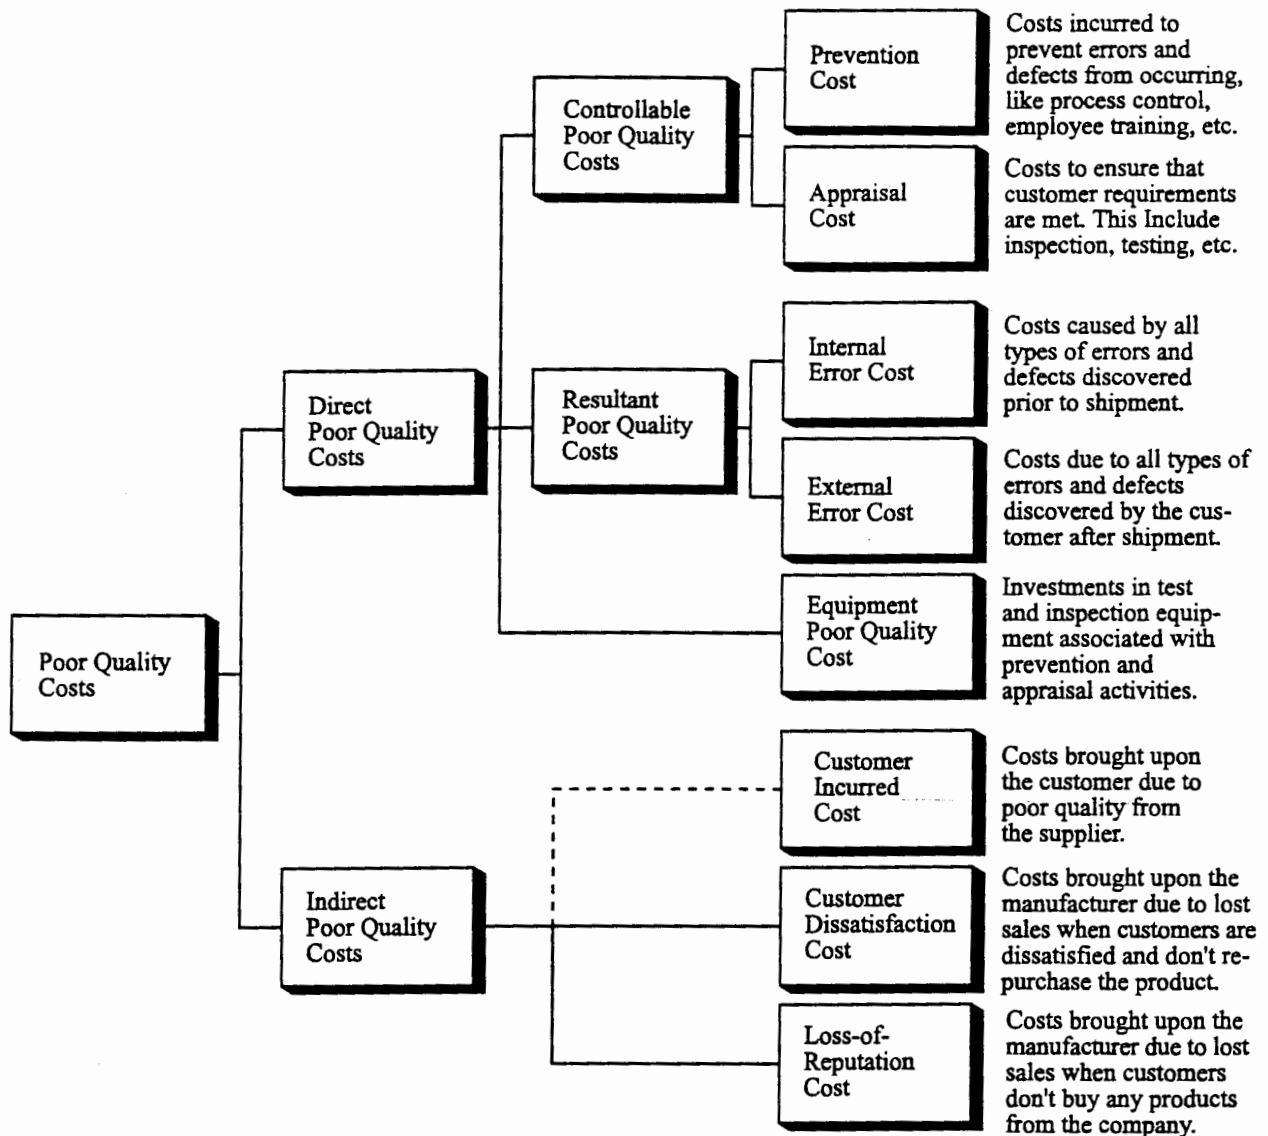 Prevention
Cost
Costs incurred to
prevent errors and
defects from occurring,
like process control,
employee training, etc.
Controllable
Poor Quality
Costs
Appraisal
Cost
Costs to ensure that
customer requirements
are met. This Include
inspection, testing, etc.
Internal
Error Cost
Costs caused by all
types of errors and
defects discovered
prior to shipment.
Direct
Poor Quality
Costs
Resultant
Poor Quality
Costs
External
Error Cost
Costs due to all types of
errors and defects
discovered by the cus-
tomer after shipment.
Equipment
Poor Quality
Cost
Investments in test
and inspection equip-
ment associated with
prevention and
appraisal activities.
Poor Quality
Costs
Customer
Incurred
Cost
Costs brought upon
the customer due to
poor quality from
the supplier.
Indirect
Poor Quality
Costs
Customer
Dissatisfaction
Cost
Costs brought upon the
manufacturer due to lost
sales when customers are
dissatisfied and don't re-
purchase the product.
Loss-of-
Reputation
Cost
Costs brought upon the
manufacturer due to lost
sales when customers
don't buy any products
from the company.